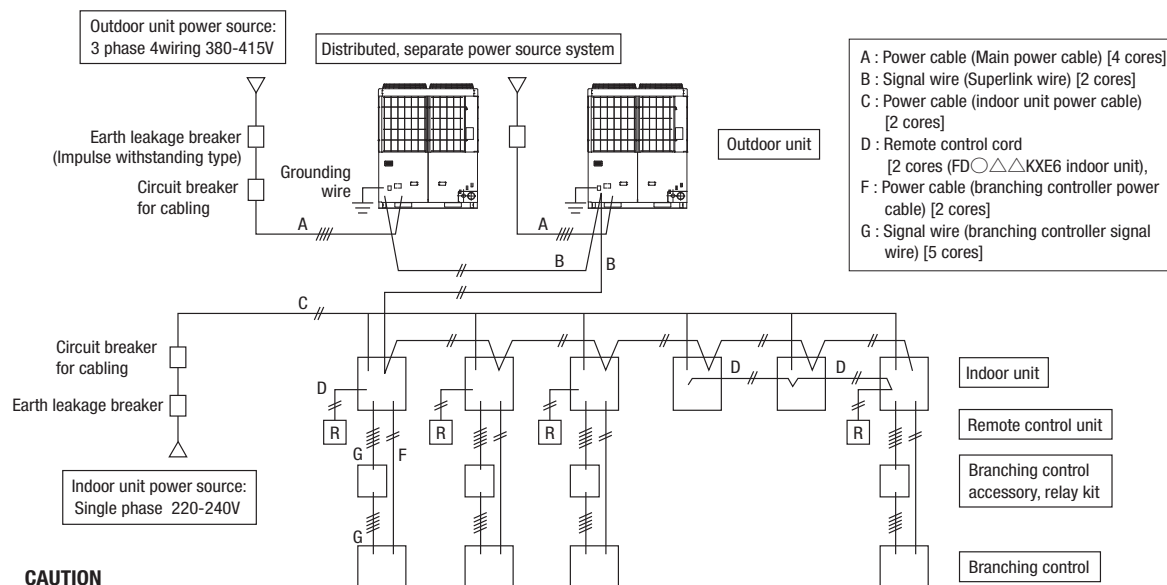 Outdoor unit power source:
3 phase 4wiring 380-415V
Distributed, separate power source system
A : Power cable (Main power cable) [4 cores]
B : Signal wire (Superlink wire) [2 cores]
C : Power cable (indoor unit power cable)
[2 cores]
D : Remote control cord
[2 cores (FD○△△KXE6 indoor unit),
F : Power cable (branching controller power
cable) [2 cores]
G : Signal wire (branching controller signal
wire) [5 cores]
Earth leakage breaker
(Impulse withstanding type)
Circuit breaker
for cabling
Grounding
wire
Outdoor unit
A
A
B
B
C
Circuit breaker
for cabling
Earth leakage breaker
Indoor unit power source:
Single phase 220-240V
D
D
D
Indoor unit
R
R
R
R
Remote control unit
G
F
Branching control
accessory, relay kit
G
Branching control
CAUTION